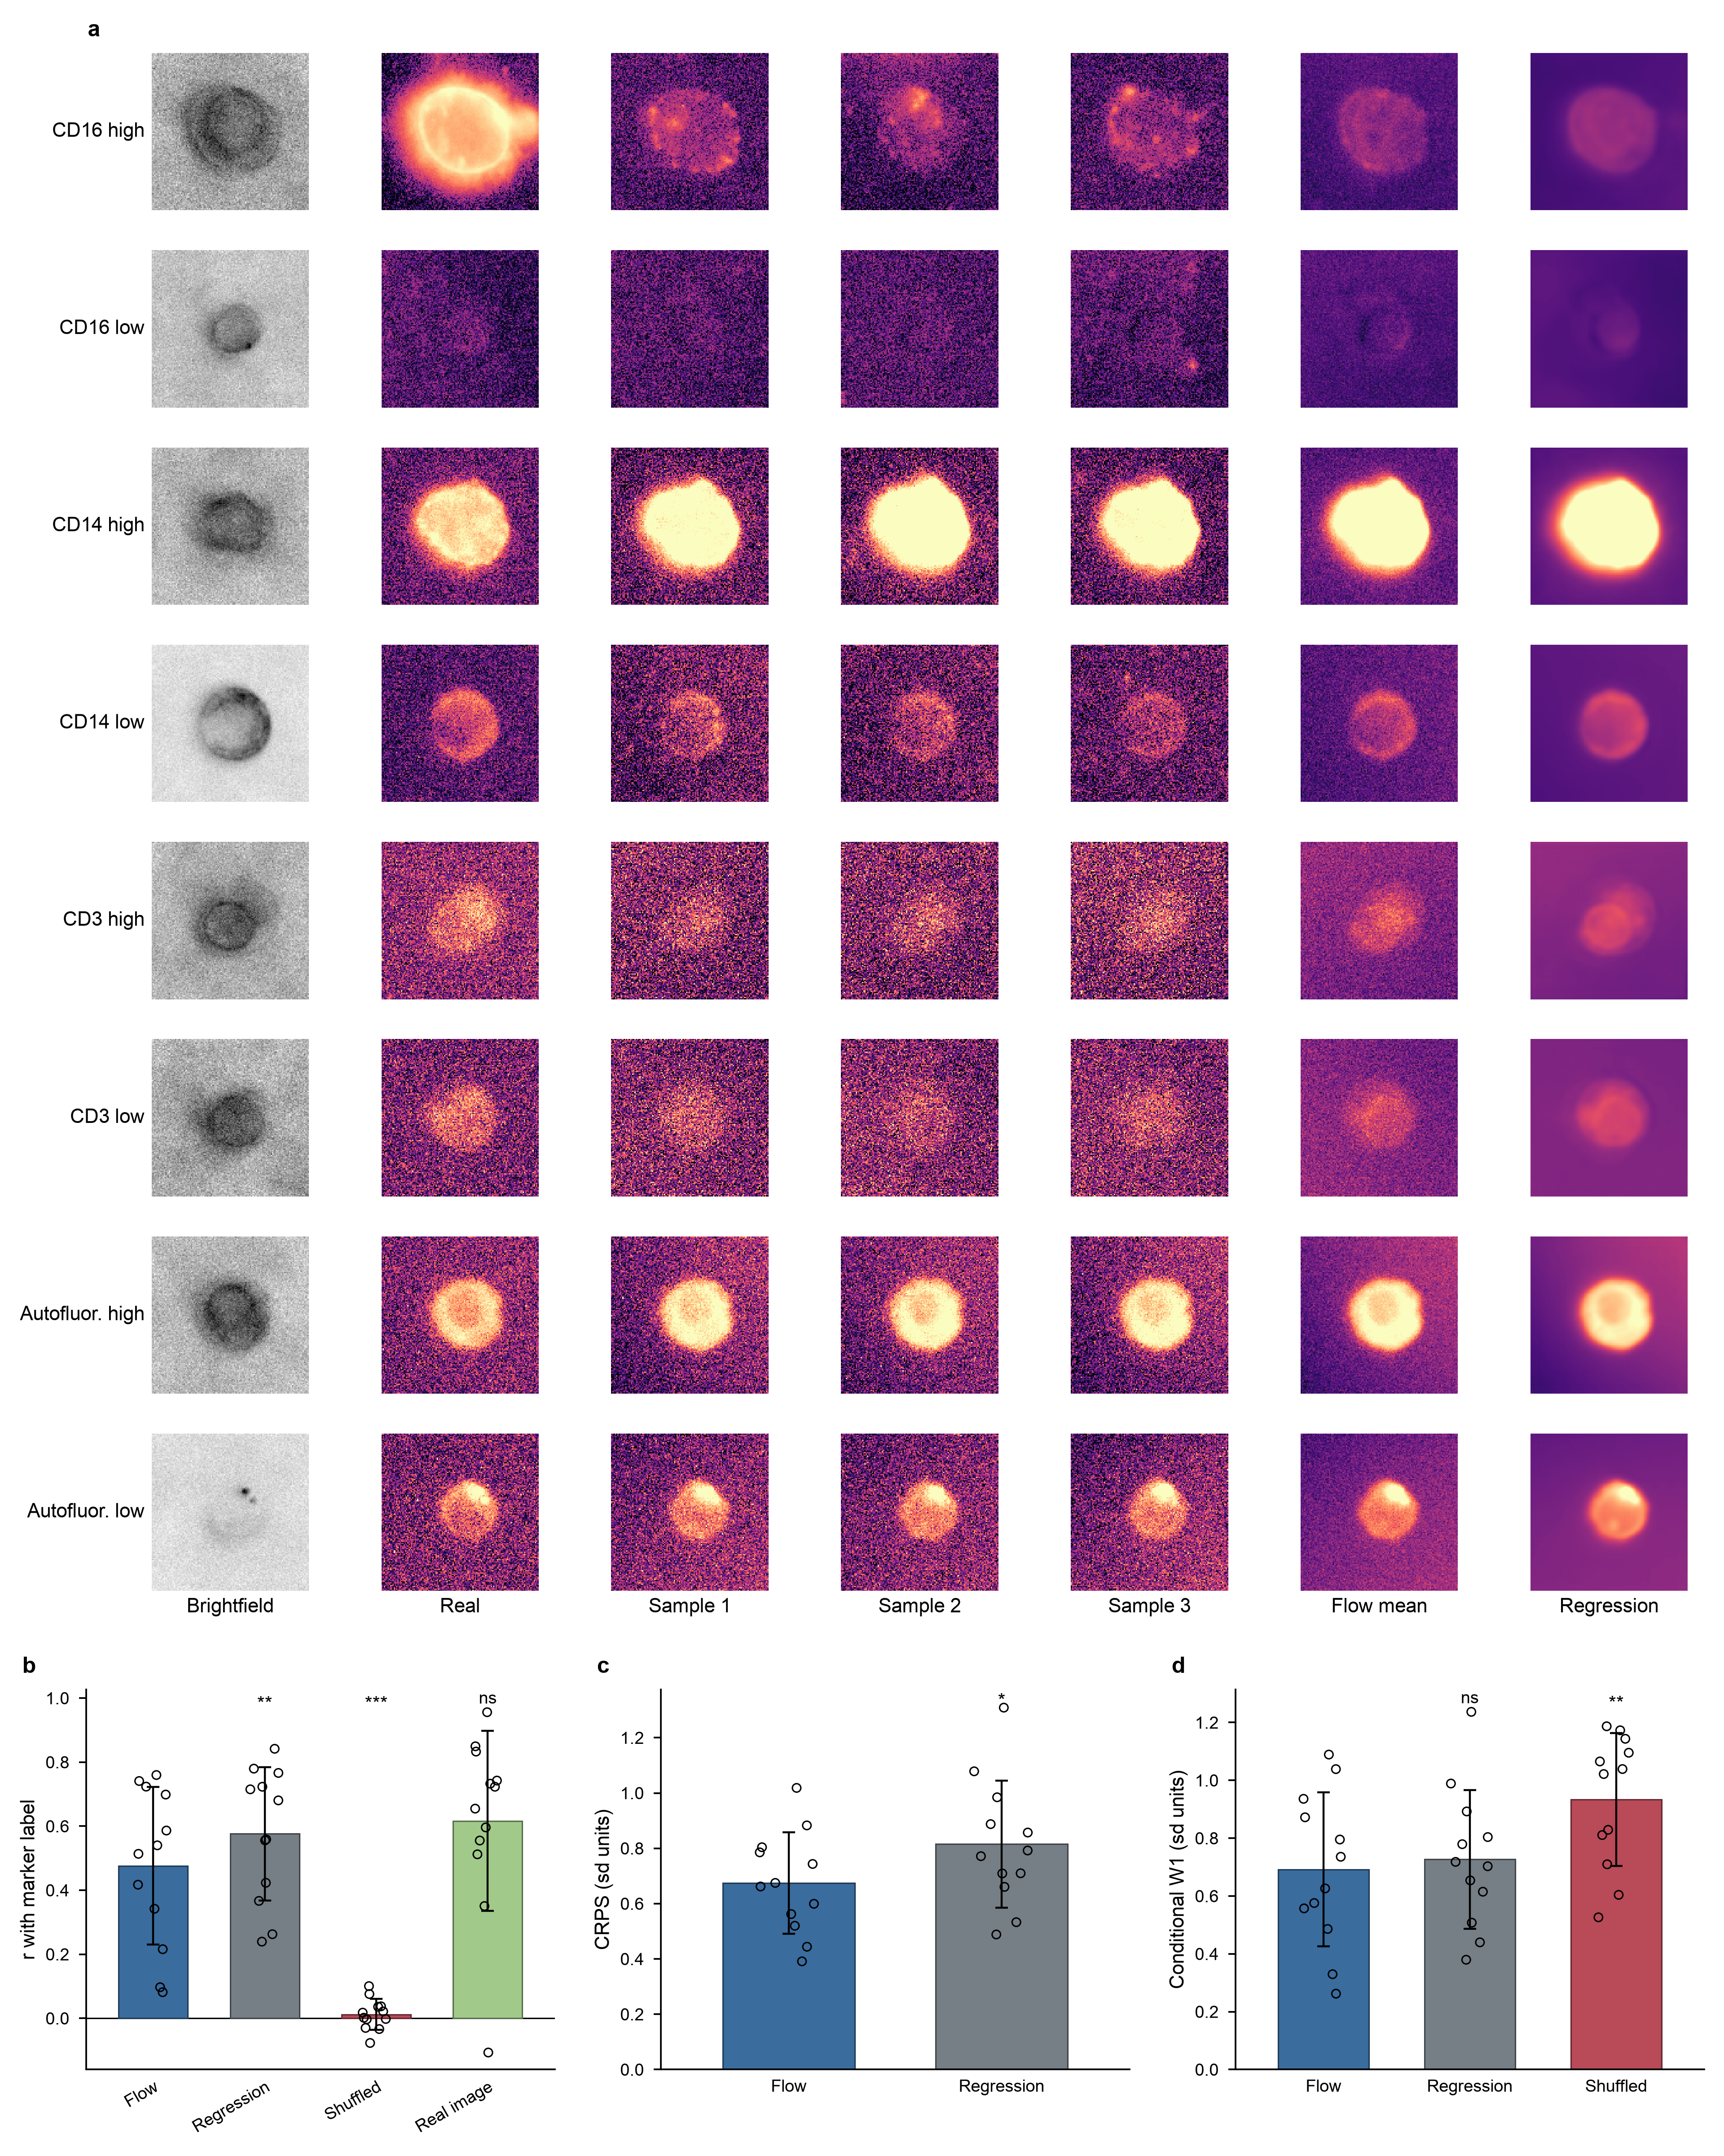 a
CD16 high
CD16 low
CD14 high
CD14 low
CD3 high
CD3 low
Autofluor. high
Autofluor. low
Brightfield Real Sample 1 Sample 2 Sample 3 Flow mean Regression
b
r with marker label
1.0
0.8
0.6
0.4
0.2
0.0
** *** ns
Flow Regression Shuffled Real image
c
CRPS (sd units)
1.2
1.0
0.8
0.6
0.4
0.2
0.0
*
Flow Regression
d
Conditional W1 (sd units)
1.2
1.0
0.8
0.6
0.4
0.2
0.0
ns **
Flow Regression Shuffled